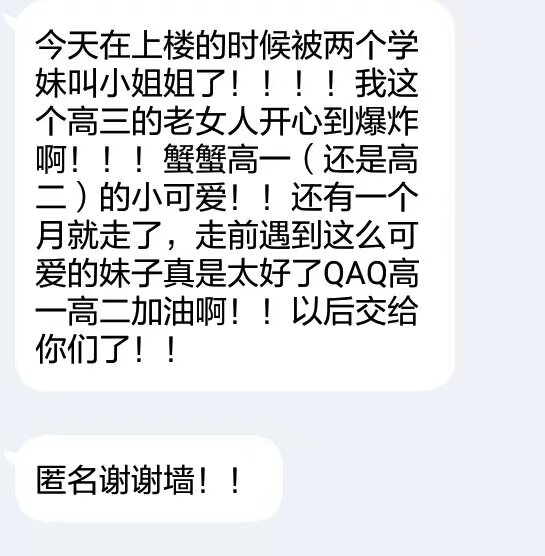 今天在上楼的时候被两个学
妹叫小姐姐了！！！！我这
个高三的老女人开心到爆炸
啊！！！蟹蟹高一（还是高
二）的小可爱！！还有一个
月就走了，走前遇到这么可
爱的妹子真是太好了QAQ高
一高二加油啊！！以后交给
你们了！！
匿名谢谢墙！！